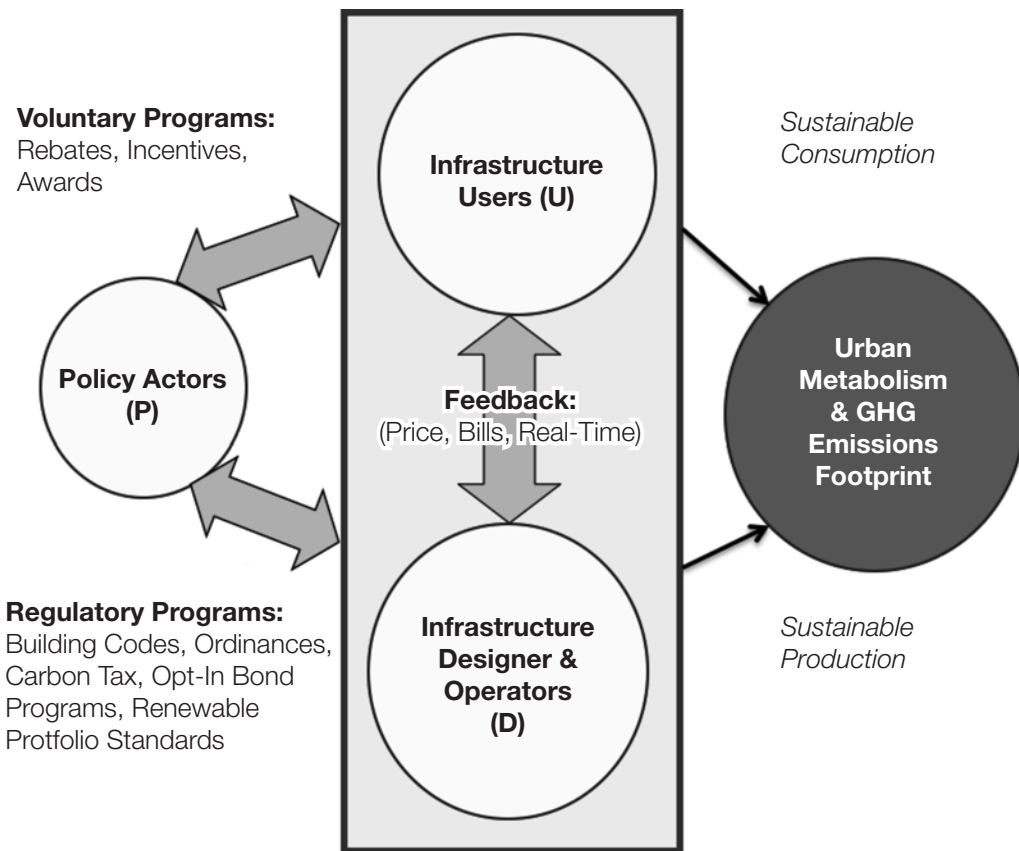 Voluntary Programs:
Rebates, Incentives,
Awards
Policy Actors
(P)
Regulatory Programs:
Building Codes, Ordinances,
Carbon Tax, Opt-In Bond
Programs, Renewable
Protfolio Standards
Infrastructure
Users (U)
Feedback:
(Price, Bills, Real-Time)
Infrastructure
Designer &
Operators
(D)
Sustainable
Consumption
Urban
Metabolism
& GHG
Emissions
Footprint
Sustainable
Production